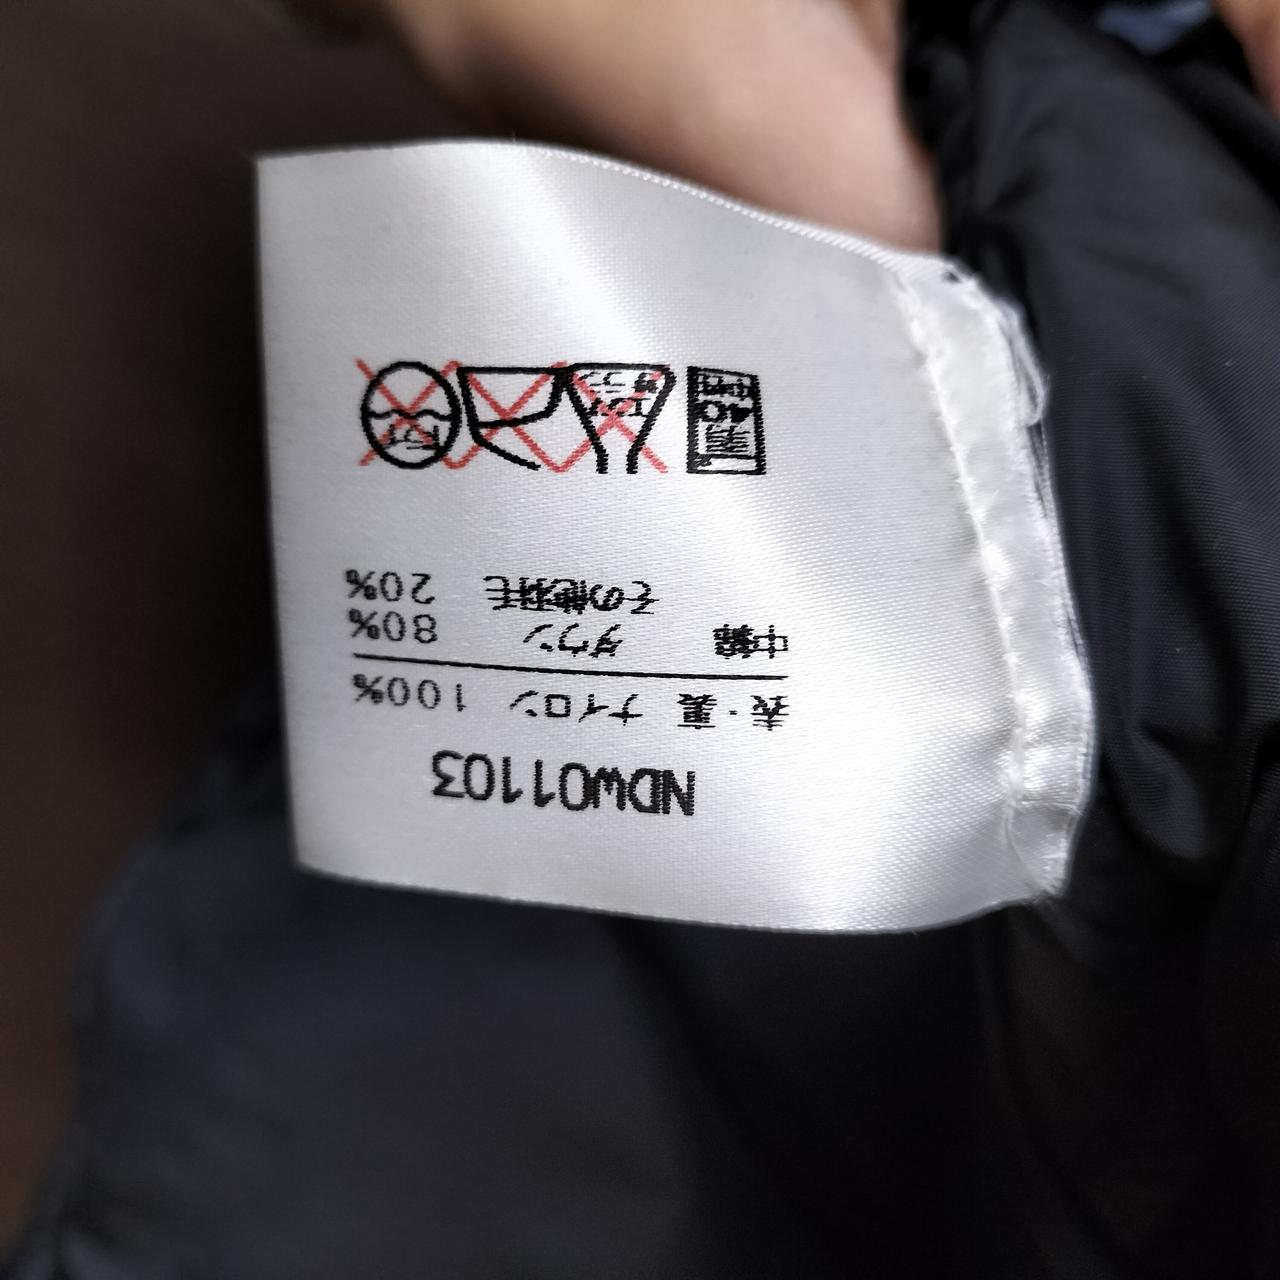 NDW01103
表・裏 ナイロン 100%
中綿 ダウン 80%
その他羽毛 20%